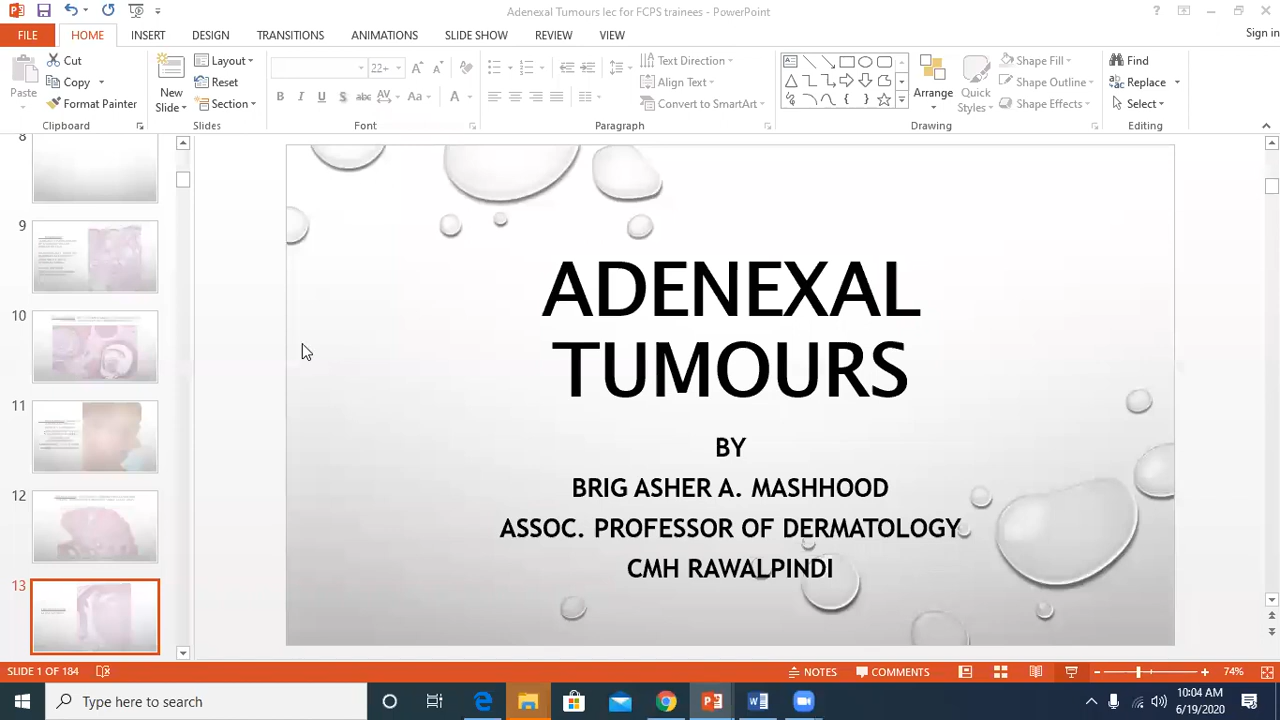 Adenexal Tumours lec for FCPS trainees - PowerPoint
Sign in
FILE HOME INSERT DESIGN TRANSITIONS ANIMATIONS SLIDE SHOW REVIEW VIEW
Paste
Cut
Copy
Format Painter
Clipboard
New Slide
Layout
Reset
Section
Slides
22+
Font
Text Direction
Align Text
Convert to SmartArt
Paragraph
Arrange
Quick Styles
Shape Fill
Shape Outline
Shape Effects
Drawing
Find
Replace
Select
Editing
8
9
10
11
12
13
ADENEXAL
TUMOURS
BY
BRIG ASHER A. MASHHOOD
ASSOC. PROFESSOR OF DERMATOLOGY
CMH RAWALPINDI
SLIDE 1 OF 184
NOTES
COMMENTS
74%
Type here to search
10:04 AM
6/19/2020